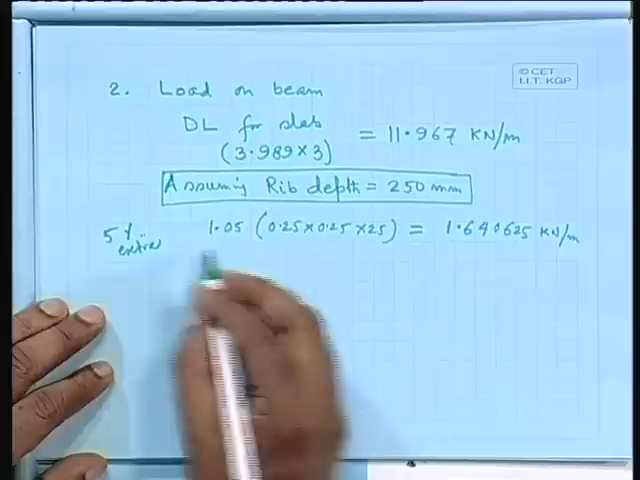 © CET
I.I.T. KGP
2. Load on beam
DL for slab
(3.989×3) = 11.967 KN/m
Assuming Rib depth = 250 mm
5% extra 1.05 (0.25×0.25×25) = 1.640625 KN/m